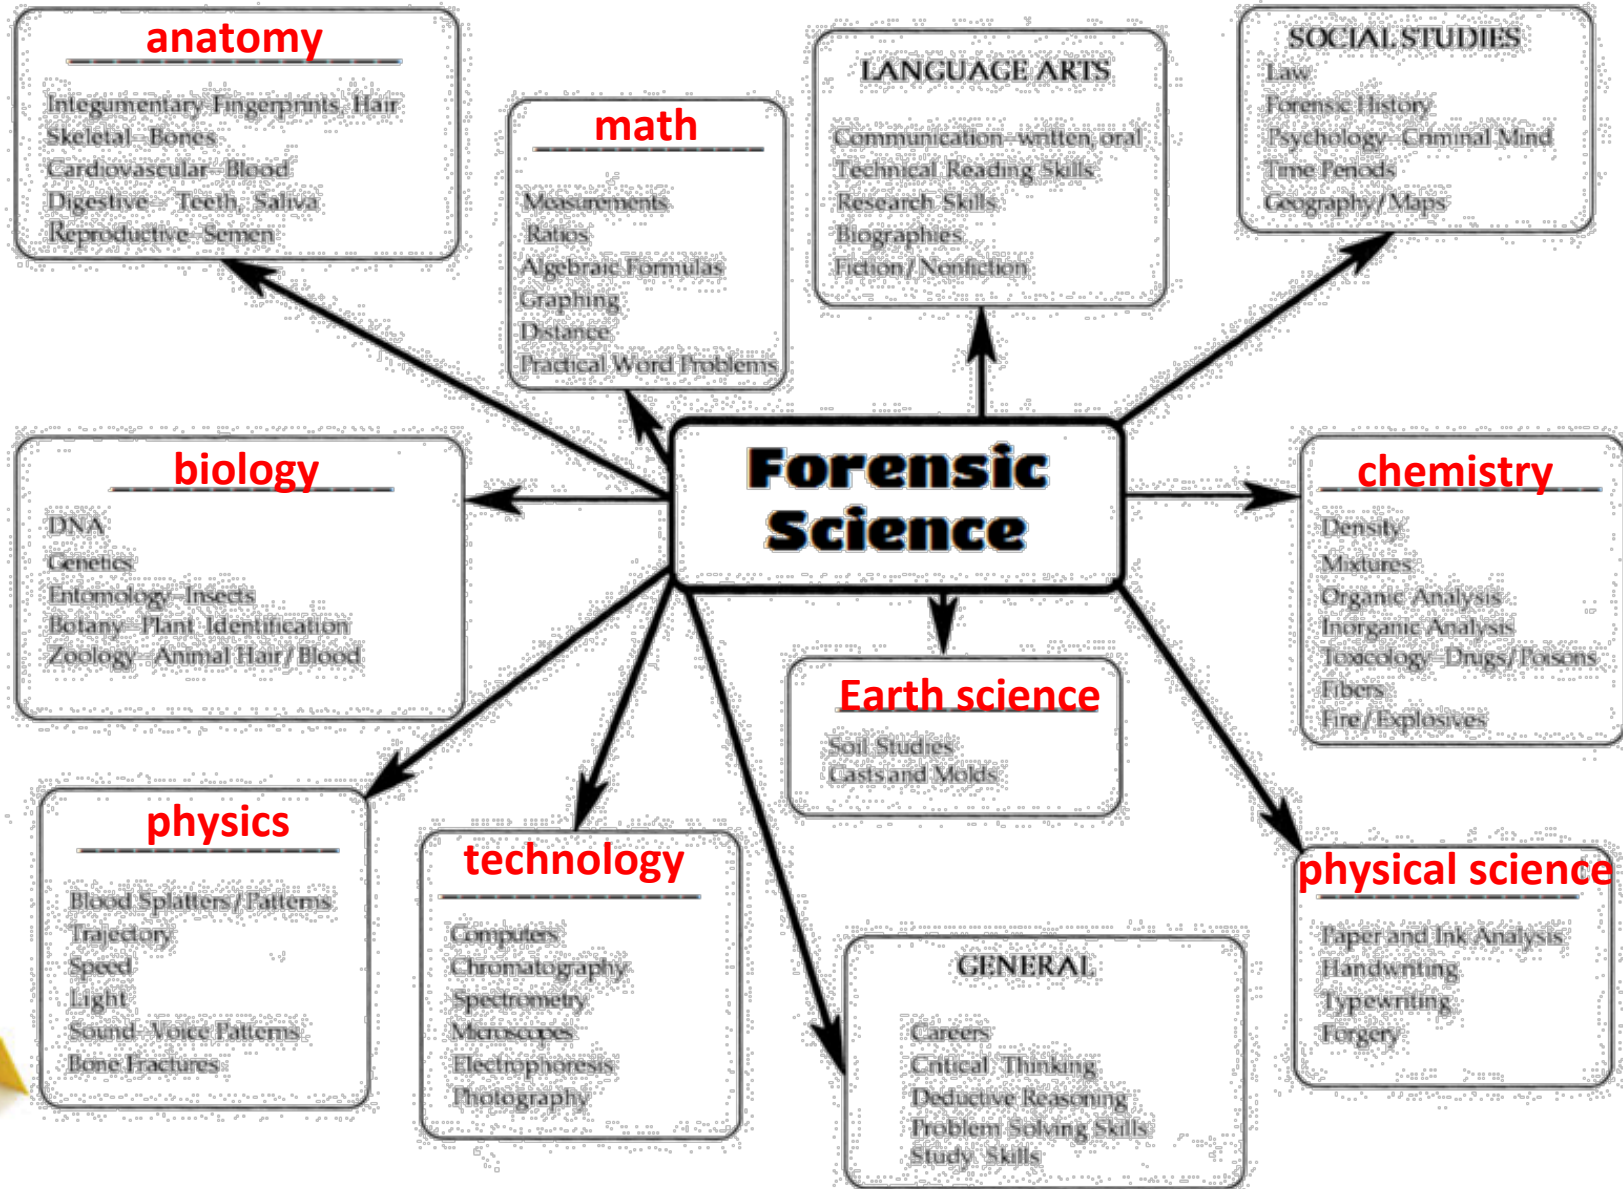 anatomy
Integumentary Fingerprints, Hair
Skeletal–Bones
Cardiovascular–Blood
Digestive–Teeth, Saliva
Reproductive–Semen
math
Measurements
Ratios
Algebraic Formulas
Graphing
Distance
Practical Word Problems
LANGUAGE ARTS
Communication–written, oral
Technical Reading Skills
Research Skills
Biographies
Fiction/Nonfiction
SOCIAL STUDIES
Law
Forensic History
Psychology–Criminal Mind
Time Periods
Geography/Maps
Forensic
Science
biology
DNA
Genetics
Entomology–Insects
Botany–Plant Identification
Zoology–Animal Hair/Blood
chemistry
Density
Mixtures
Organic Analysis
Inorganic Analysis
Toxicology–Drugs/Poisons
Fibers
Fire/Explosives
Earth science
Soil Studies
Casts and Molds
physics
Blood Splatters/Patterns
Trajectory
Speed
Light
Sound–Voice Patterns
Bone Fractures
technology
Computers
Chromatography
Spectrometry
Microscopes
Electrophoresis
Photography
GENERAL
Careers
Critical Thinking
Deductive Reasoning
Problem Solving Skills
Study Skills
physical science
Paper and Ink Analysis
Handwriting
Typewriting
Forgery